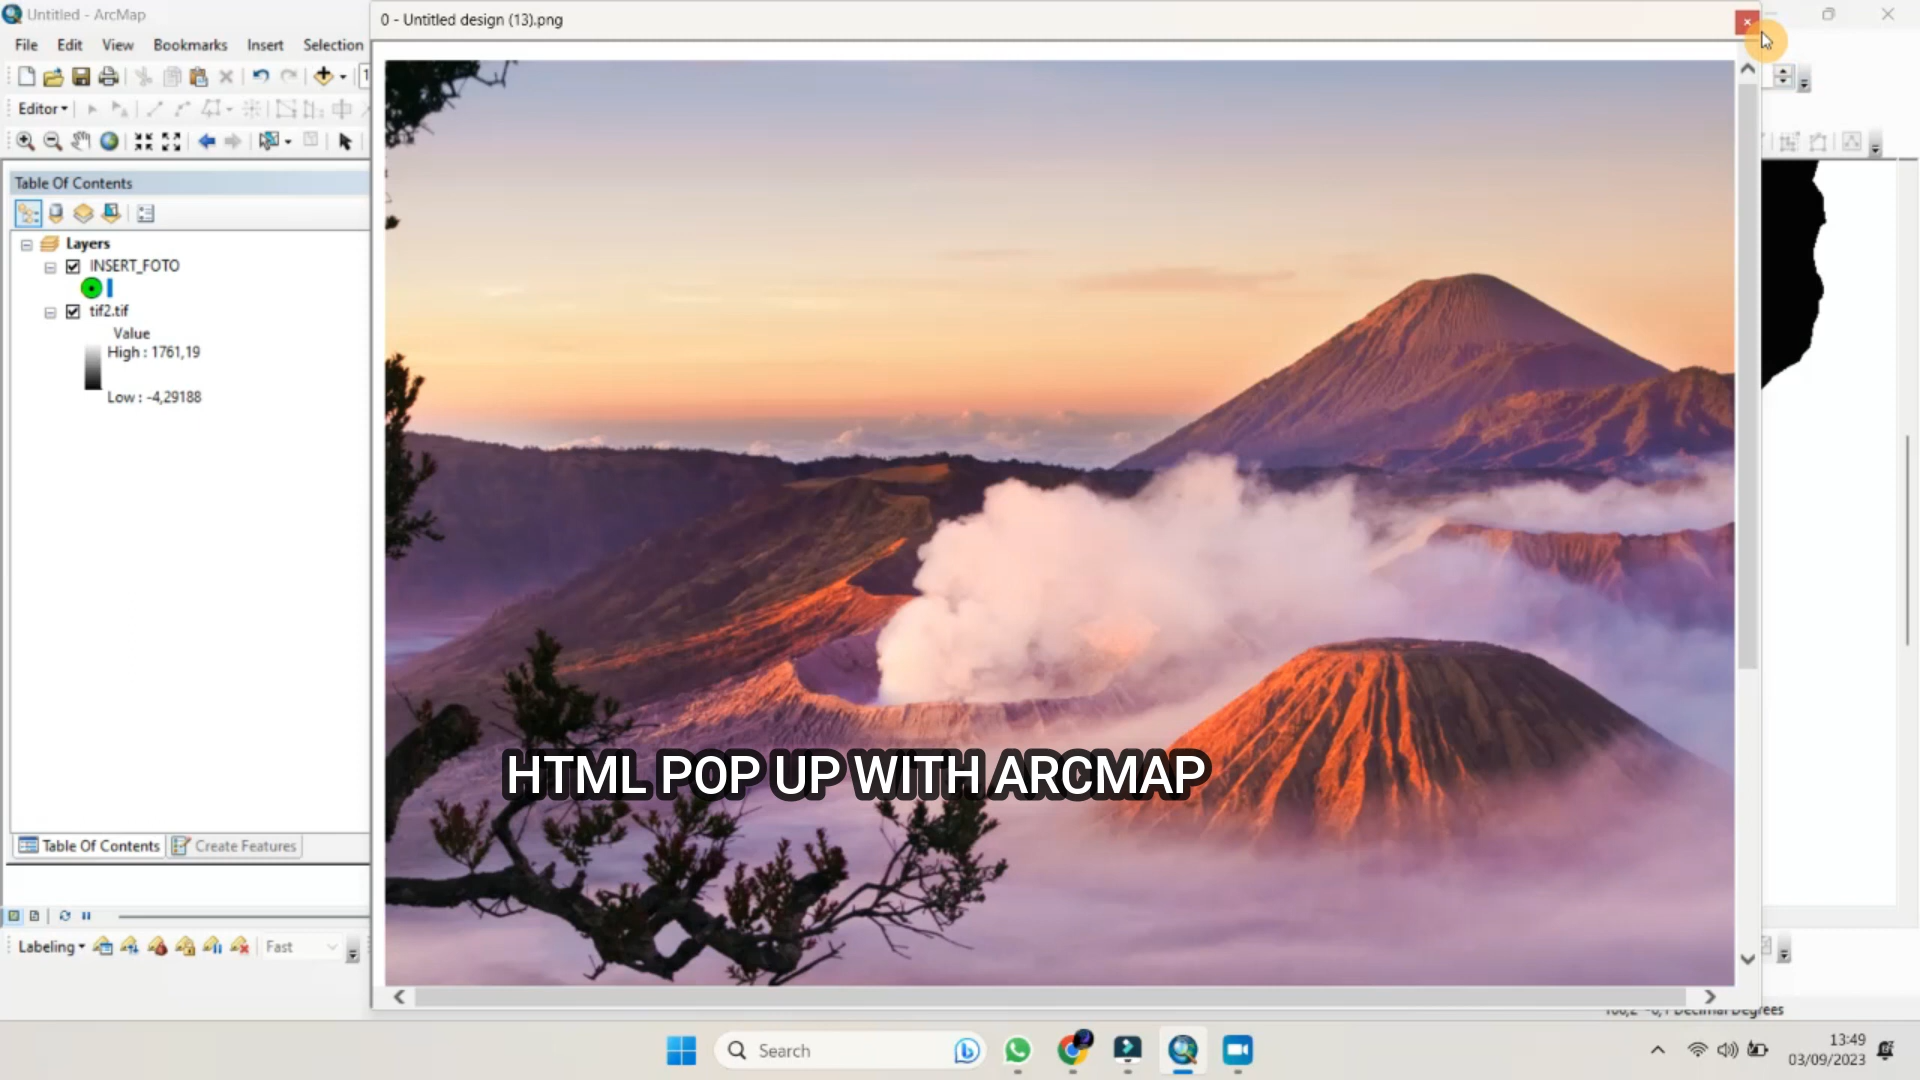 Untitled - ArcMap
0 - Untitled design (13).png
File Edit View Bookmarks Insert Selection
Editor
Table Of Contents
Layers
INSERT_FOTO
tif2.tif
Value
High : 1761,19
Low : -4,29188
HTML POP UP WITH ARCMAP
Table Of Contents Create Features
Labeling Fast
Decimal Degrees
Search
13:49
03/09/2023